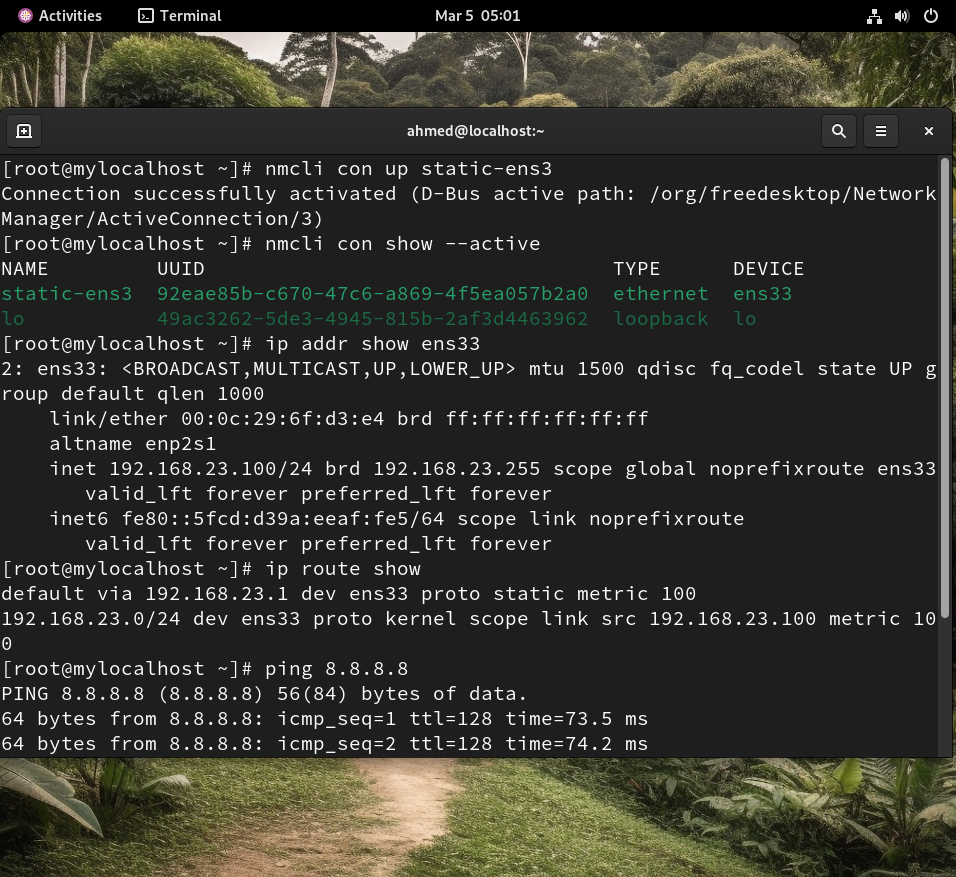 Activities Terminal Mar 5 05:01
ahmed@localhost:~
[root@mylocalhost ~]# nmcli con up static-ens3
Connection successfully activated (D-Bus active path: /org/freedesktop/Network
Manager/ActiveConnection/3)
[root@mylocalhost ~]# nmcli con show --active
NAME         UUID                                  TYPE      DEVICE
static-ens3  92eae85b-c670-47c6-a869-4f5ea057b2a0  ethernet  ens33
lo           49ac3262-5de3-4945-815b-2af3d4463962  loopback  lo
[root@mylocalhost ~]# ip addr show ens33
2: ens33: <BROADCAST,MULTICAST,UP,LOWER_UP> mtu 1500 qdisc fq_codel state UP g
roup default qlen 1000
    link/ether 00:0c:29:6f:d3:e4 brd ff:ff:ff:ff:ff:ff
    altname enp2s1
    inet 192.168.23.100/24 brd 192.168.23.255 scope global noprefixroute ens33
       valid_lft forever preferred_lft forever
    inet6 fe80::5fcd:d39a:eeaf:fe5/64 scope link noprefixroute
       valid_lft forever preferred_lft forever
[root@mylocalhost ~]# ip route show
default via 192.168.23.1 dev ens33 proto static metric 100
192.168.23.0/24 dev ens33 proto kernel scope link src 192.168.23.100 metric 10
0
[root@mylocalhost ~]# ping 8.8.8.8
PING 8.8.8.8 (8.8.8.8) 56(84) bytes of data.
64 bytes from 8.8.8.8: icmp_seq=1 ttl=128 time=73.5 ms
64 bytes from 8.8.8.8: icmp_seq=2 ttl=128 time=74.2 ms